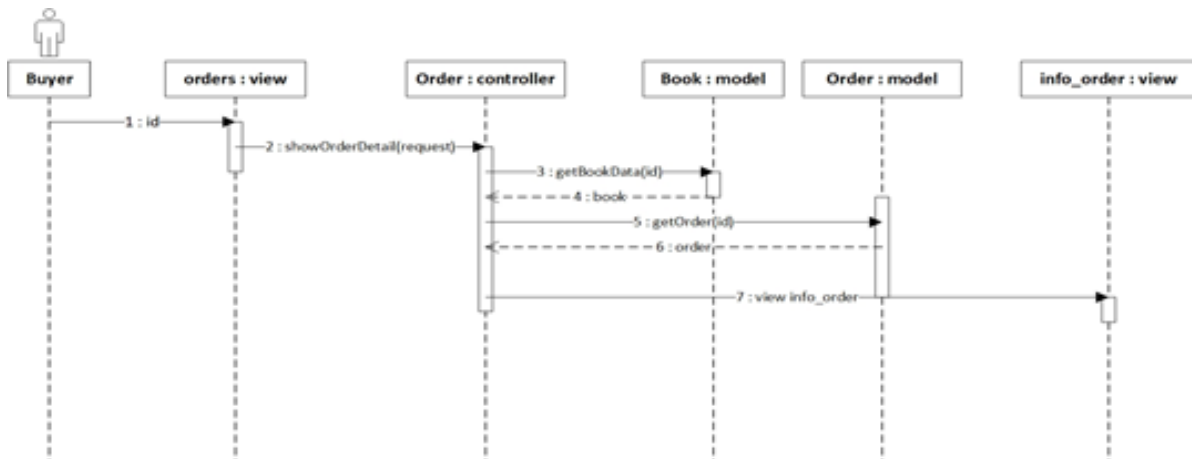 Buyer
orders : view
Order : controller
Book : model
Order : model
info_order : view
1 : id
2 : showOrderDetail(request)
3 : getBookData(id)
4 : book
5 : getOrder(id)
6 : order
7 : view info_order